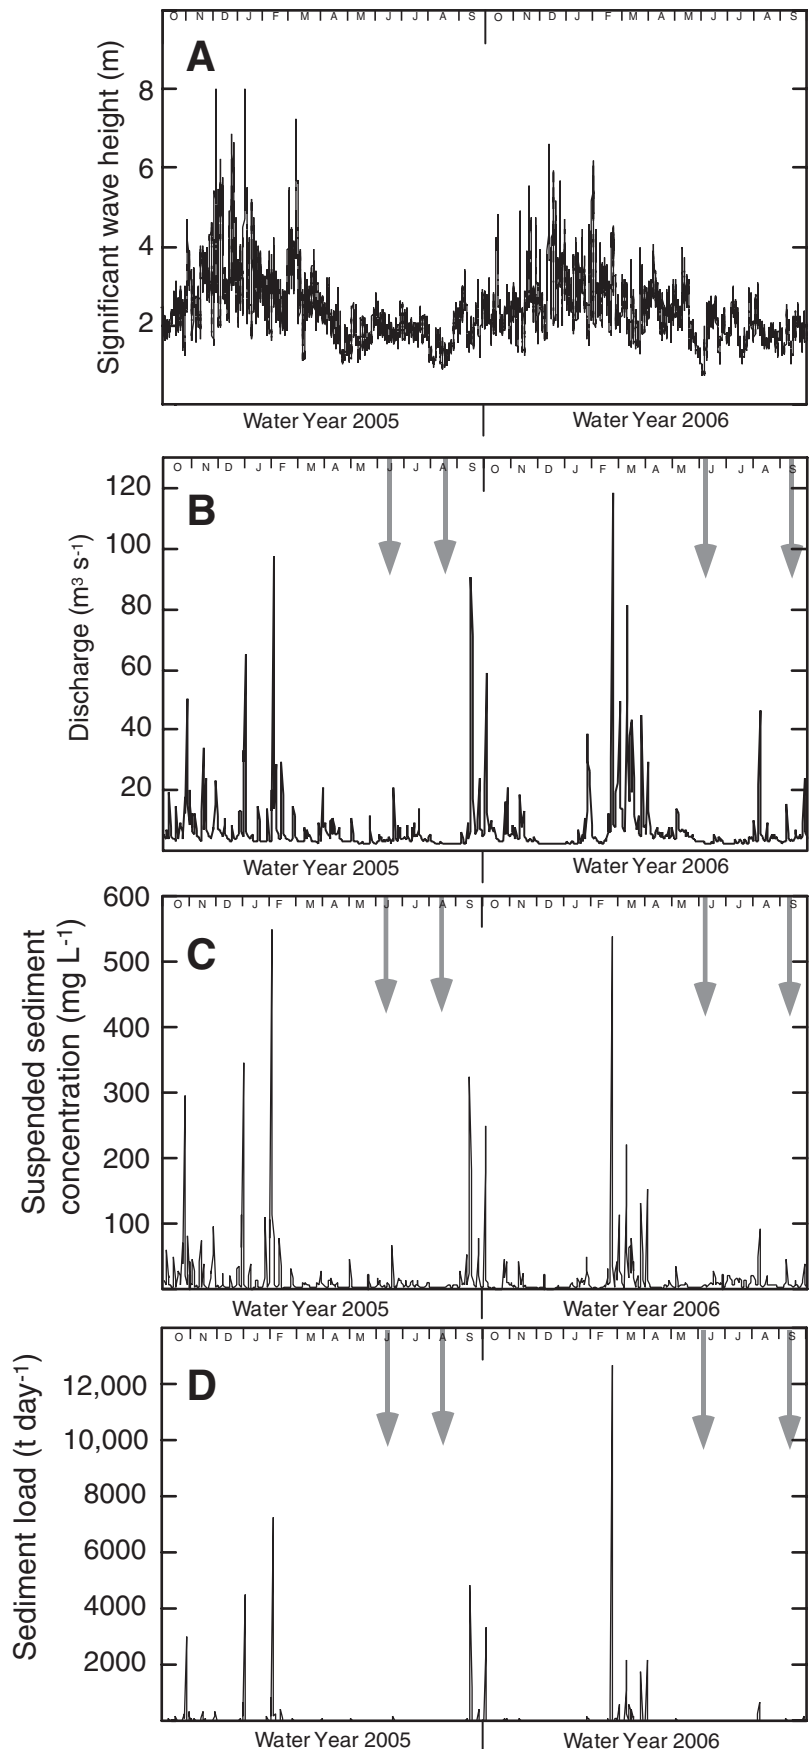 O N D J F M A M J J A S O N D J F M A M J J A S
A
Significant wave height (m)
8
6
4
2
Water Year 2005 Water Year 2006
O N D J F M A M J J A S O N D J F M A M J J A S
B
Discharge (m³ s⁻¹)
120
100
80
60
40
20
Water Year 2005 Water Year 2006
O N D J F M A M J J A S O N D J F M A M J J A S
C
Suspended sediment
concentration (mg L⁻¹)
600
500
400
300
200
100
Water Year 2005 Water Year 2006
O N D J F M A M J J A S O N D J F M A M J J A S
D
Sediment load (t day⁻¹)
12,000
10,000
8000
6000
4000
2000
Water Year 2005 Water Year 2006